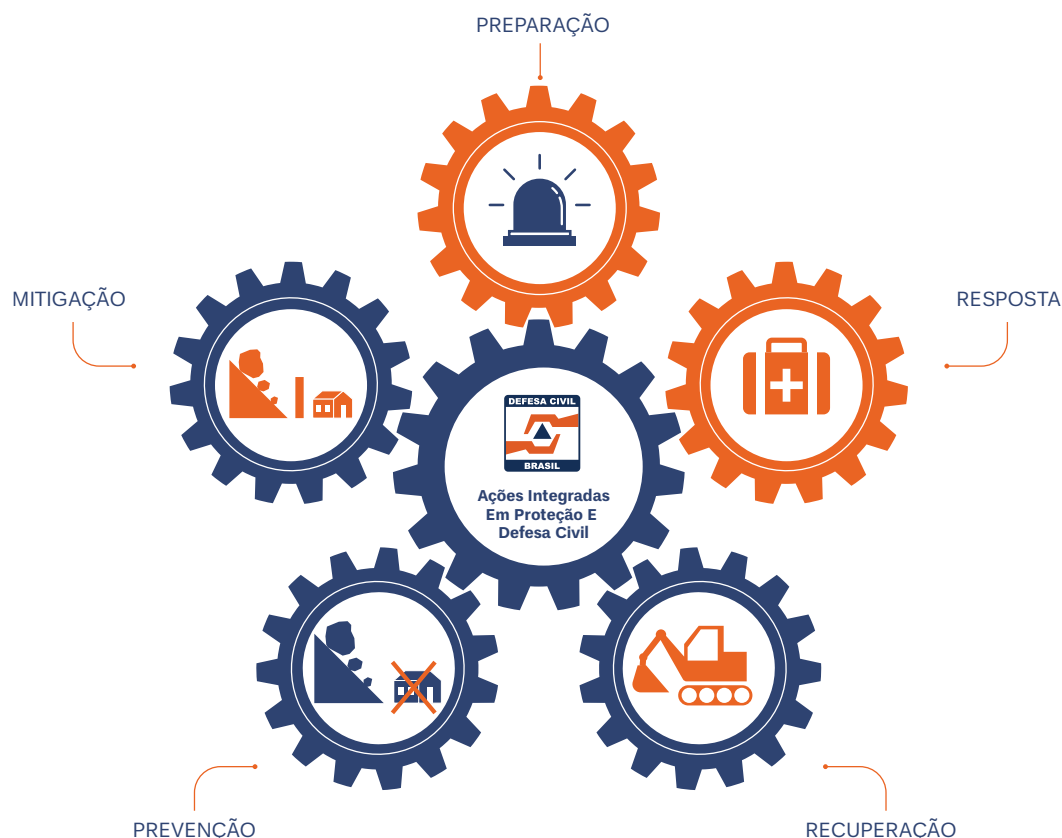 PREPARAÇÃO
MITIGAÇÃO
RESPOSTA
DEFESA CIVIL
BRASIL
Ações Integradas
Em Proteção E
Defesa Civil
PREVENÇÃO
RECUPERAÇÃO